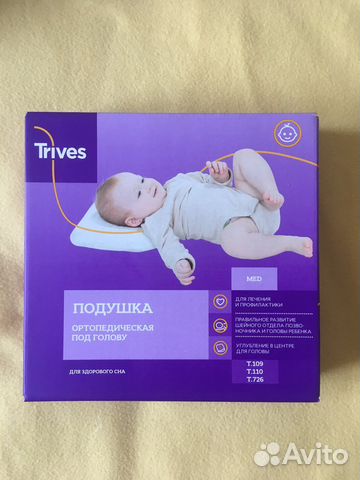 Trives
MED
ПОДУШКА
ОРТОПЕДИЧЕСКАЯ
ПОД ГОЛОВУ
ДЛЯ ЗДОРОВОГО СНА
ДЛЯ ЛЕЧЕНИЯ
И ПРОФИЛАКТИКИ
ПРАВИЛЬНОЕ РАЗВИТИЕ
ШЕЙНОГО ОТДЕЛА ПОЗВО-
НОЧНИКА И ГОЛОВЫ РЕБЕНКА
УГЛУБЛЕНИЕ В ЦЕНТРЕ
ДЛЯ ГОЛОВЫ
Т.109
Т.110
Т.726
Avito